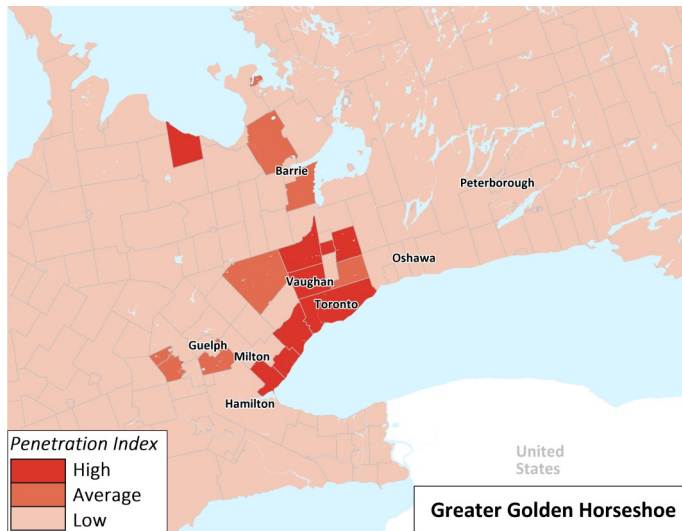 Barrie
Peterborough
Oshawa
Vaughan
Toronto
Guelph
Milton
Hamilton
Penetration Index
High
Average
Low
United
States
Greater Golden Horseshoe